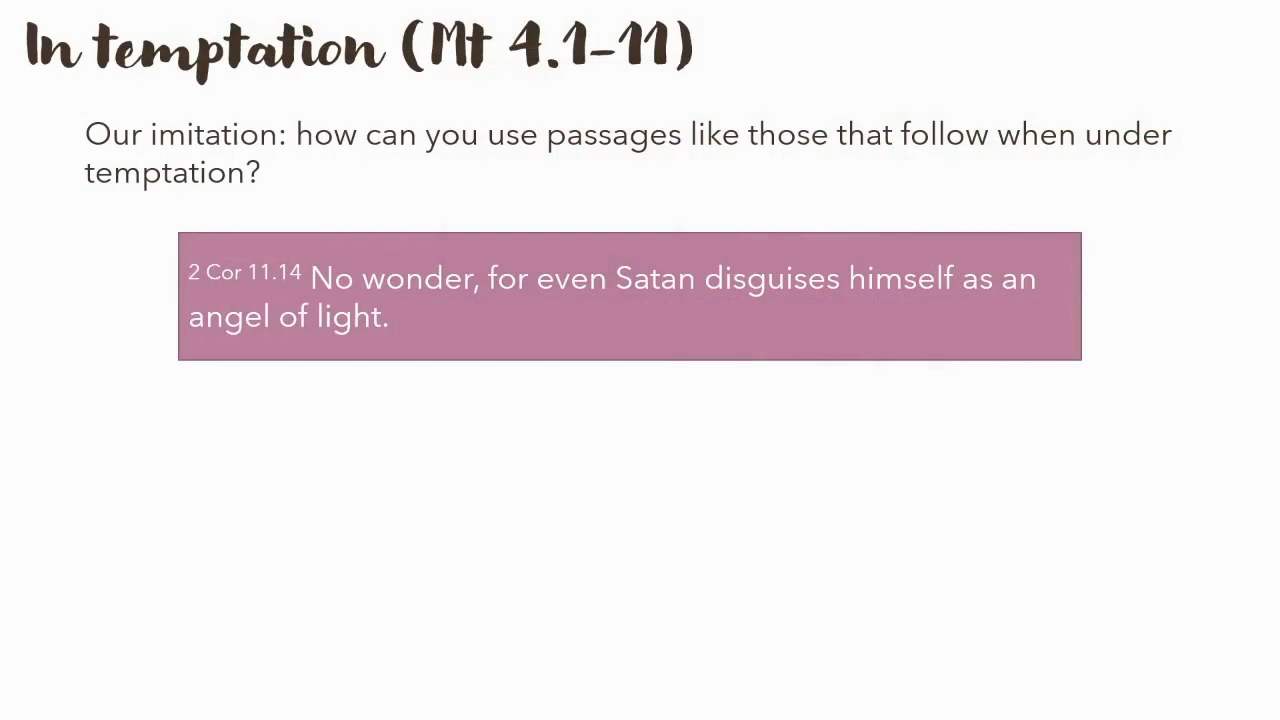 In temptation (Mt 4.1-11)
Our imitation: how can you use passages like those that follow when under
temptation?
2 Cor 11.14 No wonder, for even Satan disguises himself as an
angel of light.